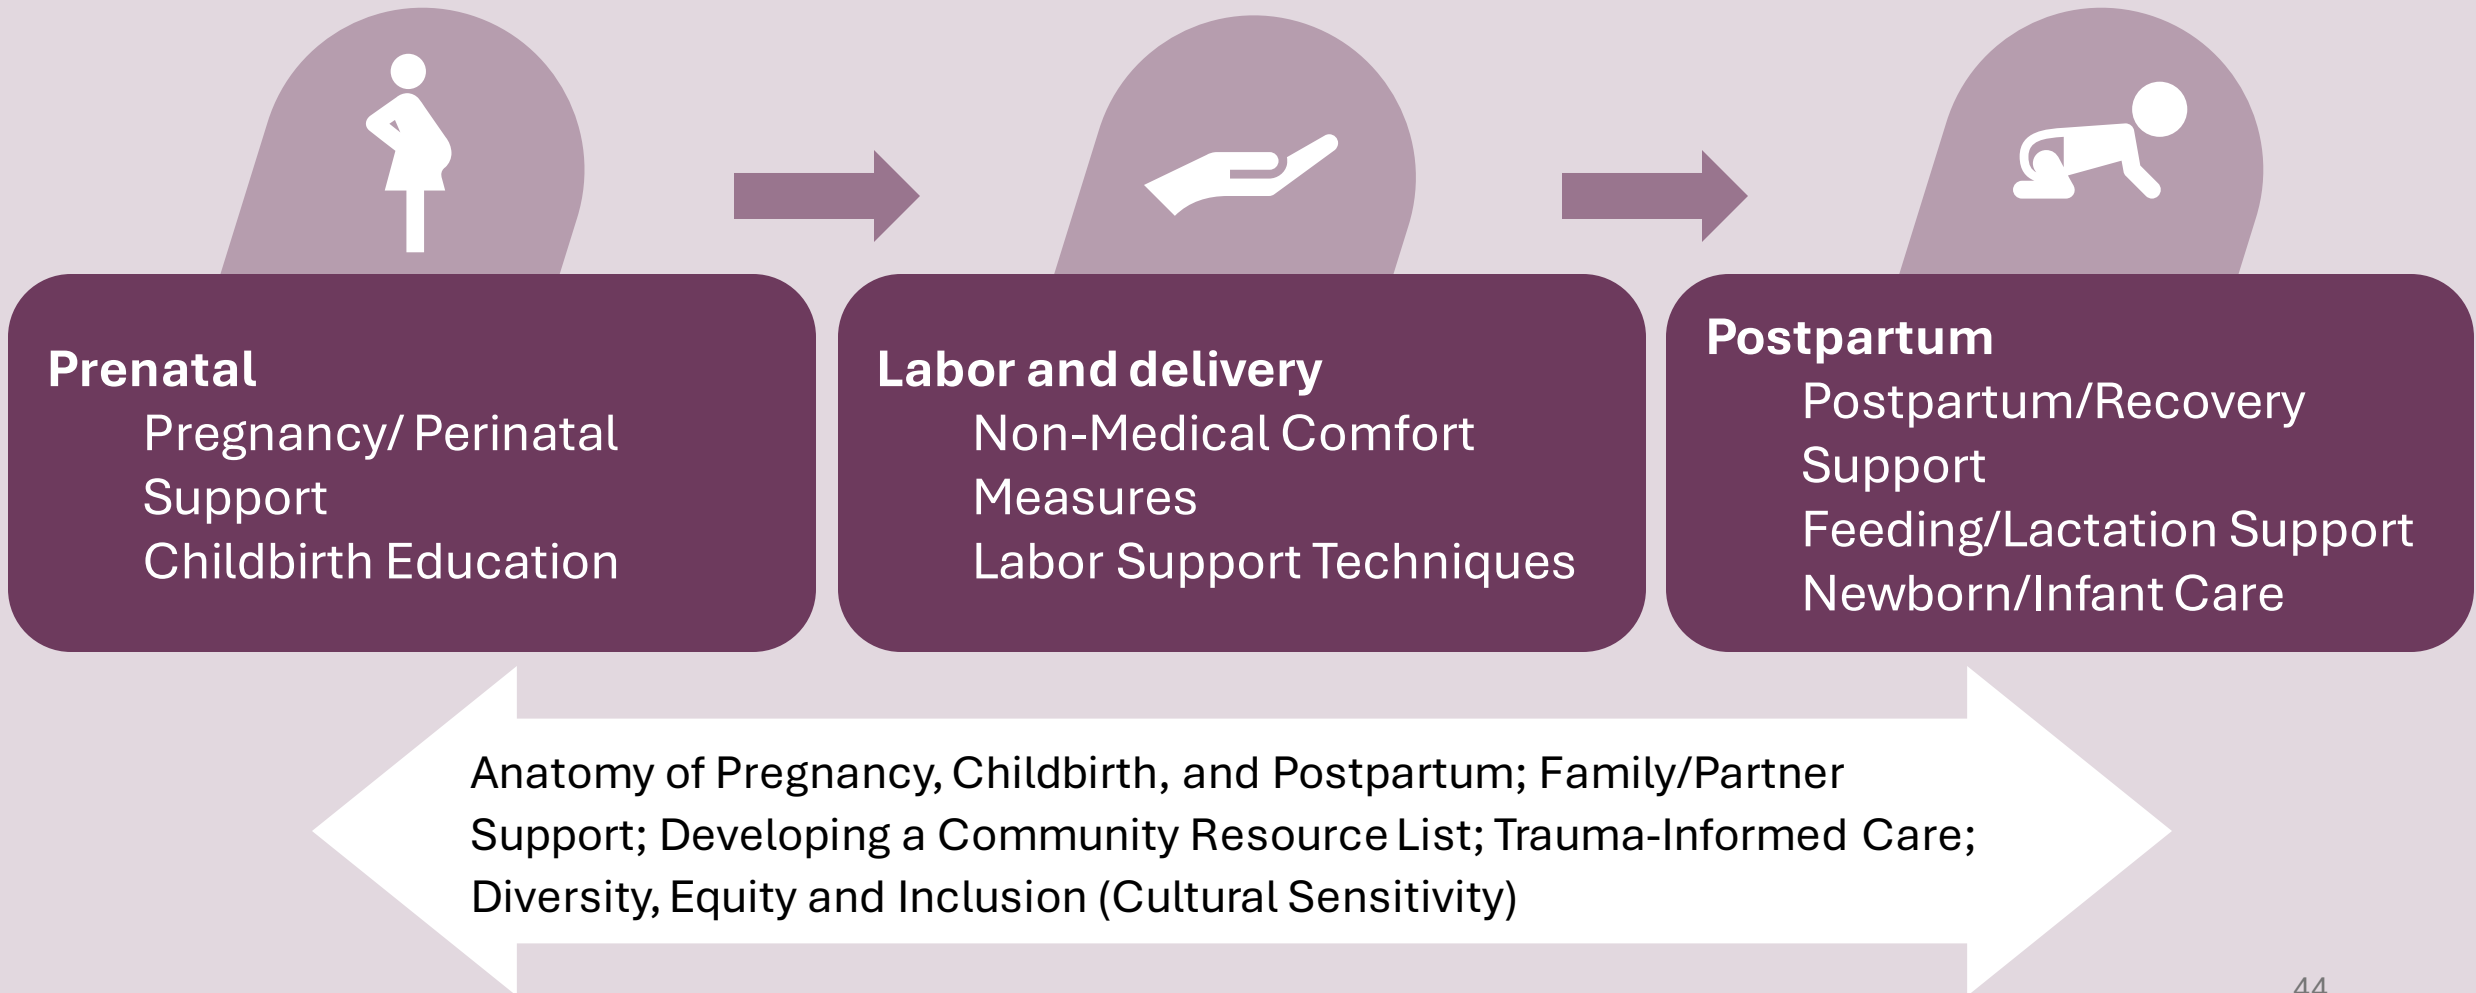 Prenatal
Pregnancy/ Perinatal
Support
Childbirth Education
Labor and delivery
Non-Medical Comfort
Measures
Labor Support Techniques
Postpartum
Postpartum/Recovery
Support
Feeding/Lactation Support
Newborn/Infant Care
Anatomy of Pregnancy, Childbirth, and Postpartum; Family/Partner
Support; Developing a Community Resource List; Trauma-Informed Care;
Diversity, Equity and Inclusion (Cultural Sensitivity)
44